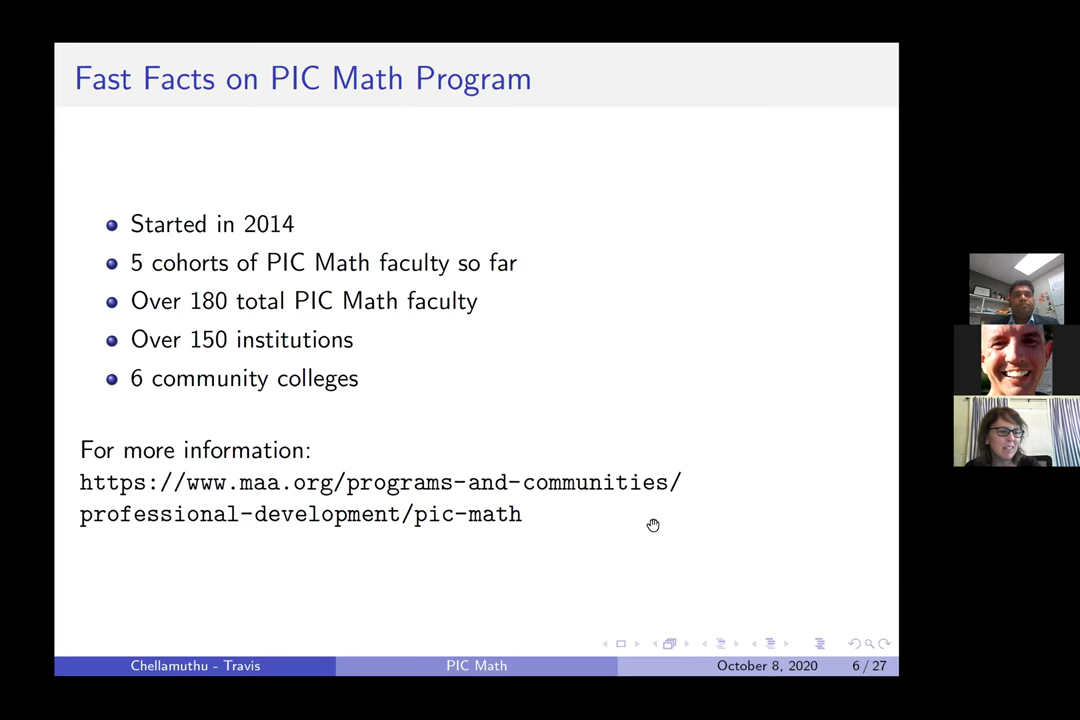 Fast Facts on PIC Math Program
Started in 2014
5 cohorts of PIC Math faculty so far
Over 180 total PIC Math faculty
Over 150 institutions
6 community colleges
For more information:
https://www.maa.org/programs-and-communities/
professional-development/pic-math
Chellamuthu - Travis PIC Math October 8, 2020 6 / 27